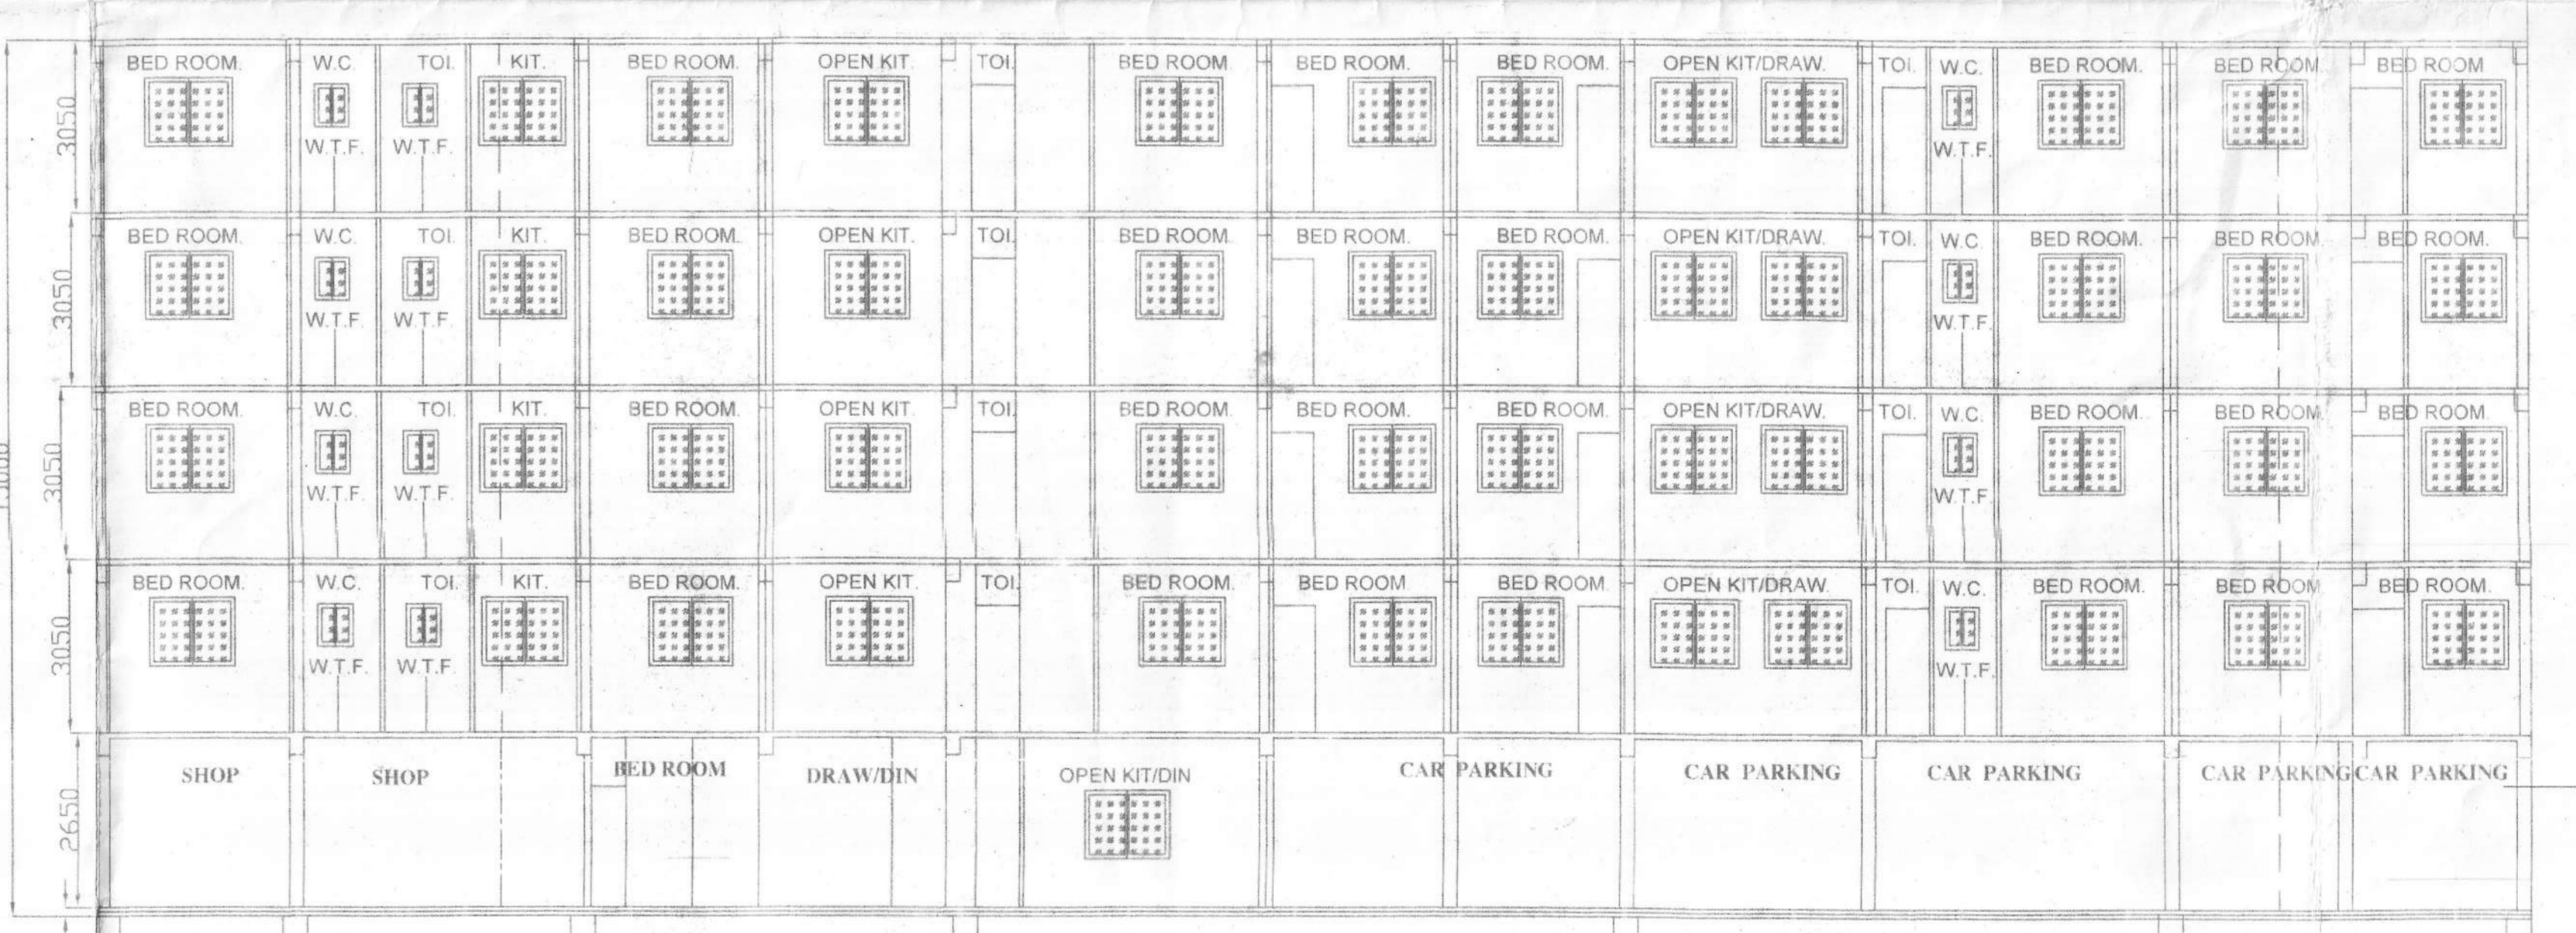 BED ROOM. W.C. TOI. KIT. BED ROOM. OPEN KIT. TOI. BED ROOM. BED ROOM. BED ROOM. OPEN KIT/DRAW. TOI. W.C. BED ROOM. BED ROOM BED ROOM
3050
W.T.F. W.T.F. W.T.F.
BED ROOM. W.C. TOI. KIT. BED ROOM. OPEN KIT. TOI. BED ROOM. BED ROOM. BED ROOM. OPEN KIT/DRAW. TOI. W.C. BED ROOM. BED ROOM BED ROOM.
3050
W.T.F. W.T.F. W.T.F.
BED ROOM. W.C. TOI. KIT. BED ROOM. OPEN KIT. TOI. BED ROOM. BED ROOM. BED ROOM. OPEN KIT/DRAW. TOI. W.C. BED ROOM. BED ROOM BED ROOM.
3050
W.T.F. W.T.F. W.T.F.
BED ROOM. W.C. TOI. KIT. BED ROOM. OPEN KIT. TOI. BED ROOM. BED ROOM BED ROOM OPEN KIT/DRAW. TOI. W.C. BED ROOM. BED ROOM BED ROOM.
3050
W.T.F. W.T.F. W.T.F.
SHOP SHOP BED ROOM DRAW/DIN OPEN KIT/DIN CAR PARKING CAR PARKING CAR PARKING CAR PARKING CAR PARKING
2650